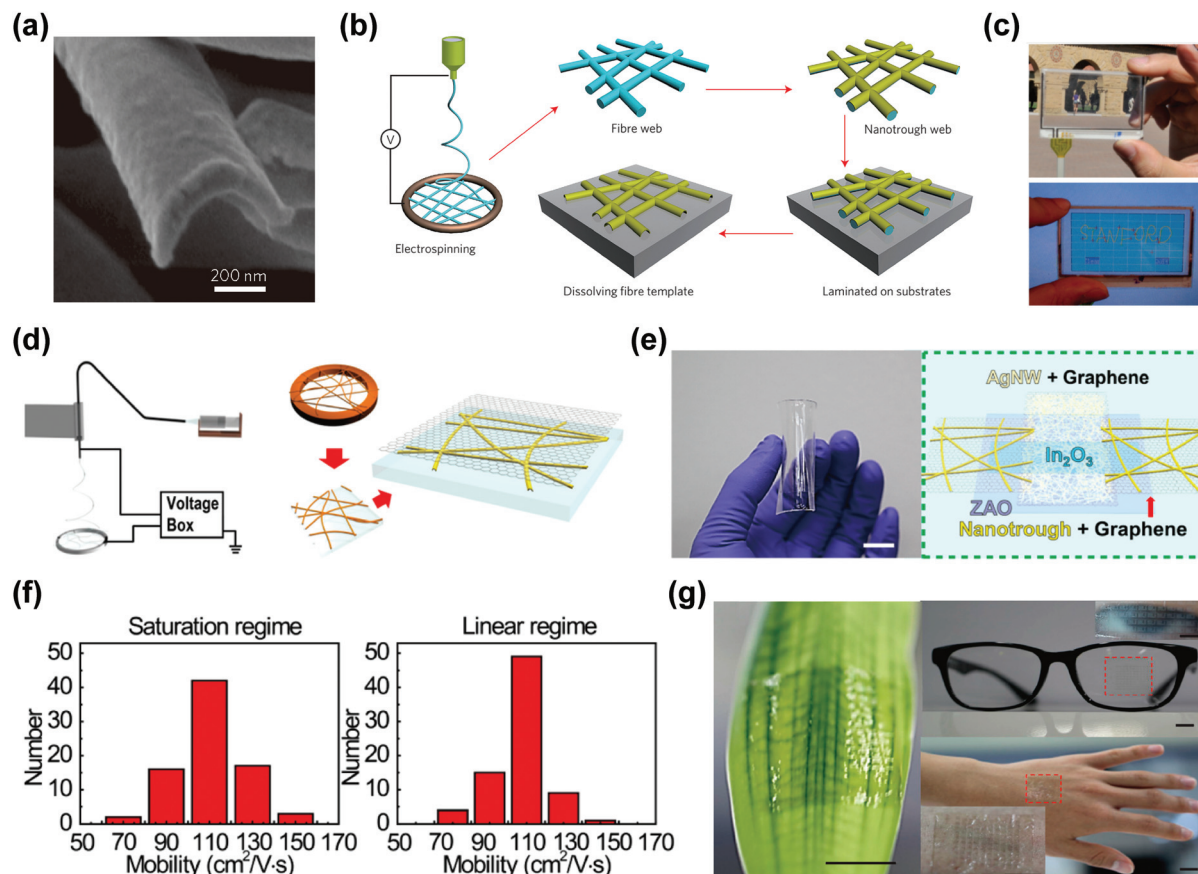 (a)
200 nm
(b)
V
Electrospinning
Fibre web
Nanotrough web
Dissolving fibre template
Laminated on substrates
(c)
STANFORD
(d)
Voltage
Box
(e)
AgNW + Graphene
In2O3
ZAO
Nanotrough + Graphene
(f)
Saturation regime
Number
50
40
30
20
10
0
50 70 90 110 130 150 170
Mobility (cm²/V·s)
Linear regime
Number
50
40
30
20
10
0
50 70 90 110 130 150 170
Mobility (cm²/V·s)
(g)